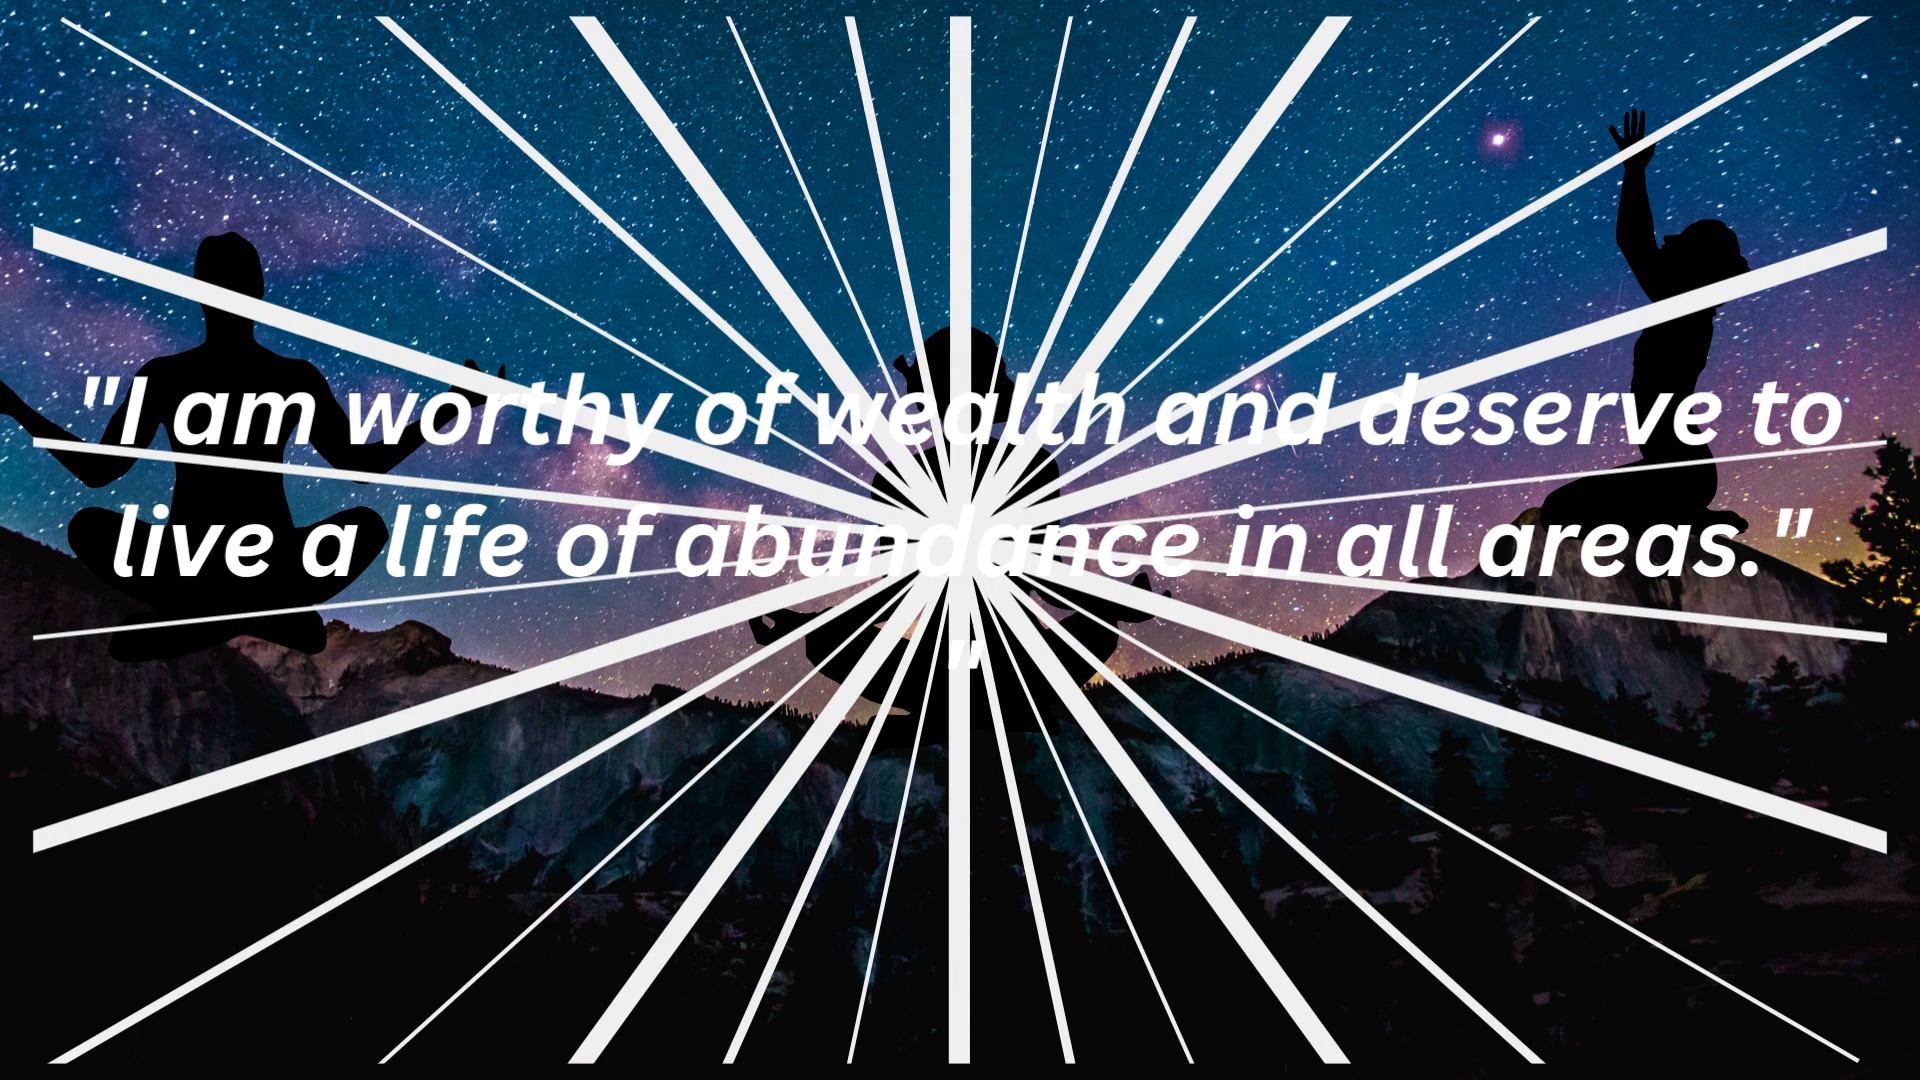 "I am worthy of wealth and deserve to
live a life of abundance in all areas."
"